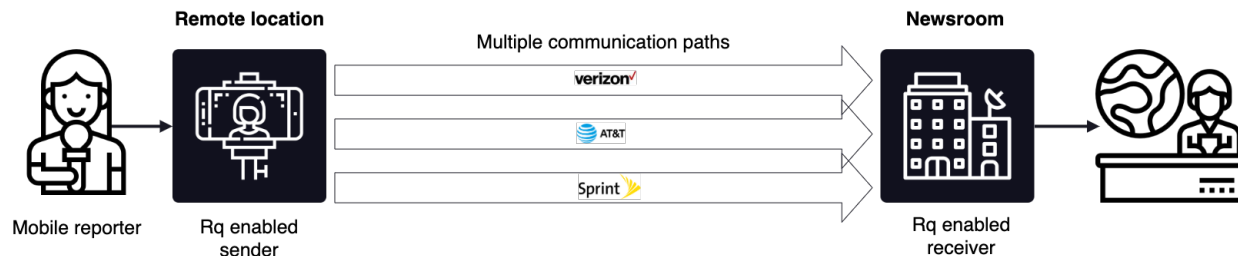 Remote location
Newsroom
Multiple communication paths
verizon✓
AT&T
Sprint
Mobile reporter
Rq enabled
sender
Rq enabled
receiver